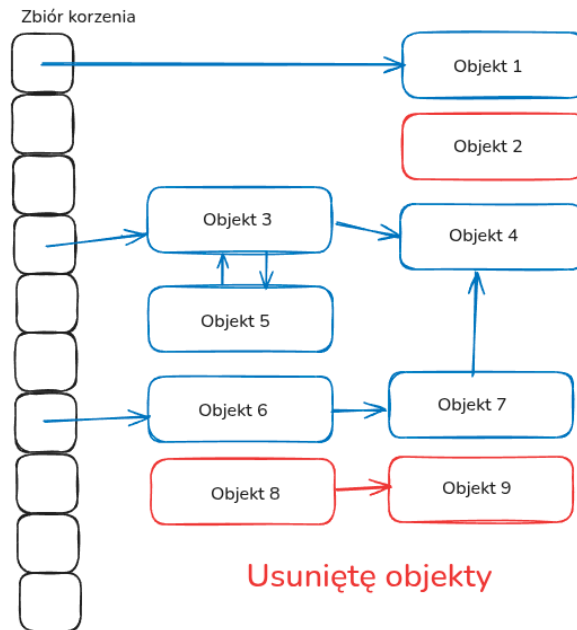 Zbiór korzenia
Objekt 1
Objekt 2
Objekt 3
Objekt 4
Objekt 5
Objekt 6
Objekt 7
Objekt 8
Objekt 9
Usuniętę objekty